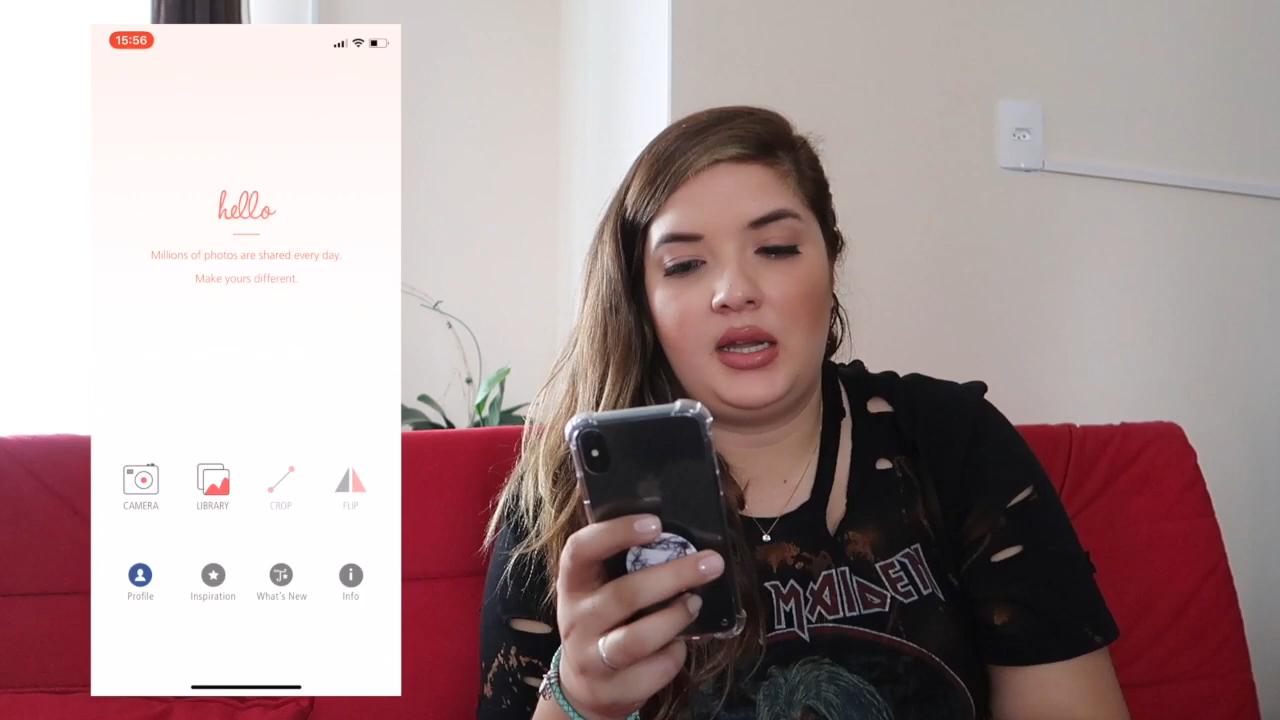 15:56
hello
Millions of photos are shared every day.
Make yours different.
CAMERA
LIBRARY
CROP
FLIP
Profile
Inspiration
What's New
Info
MAIDEN